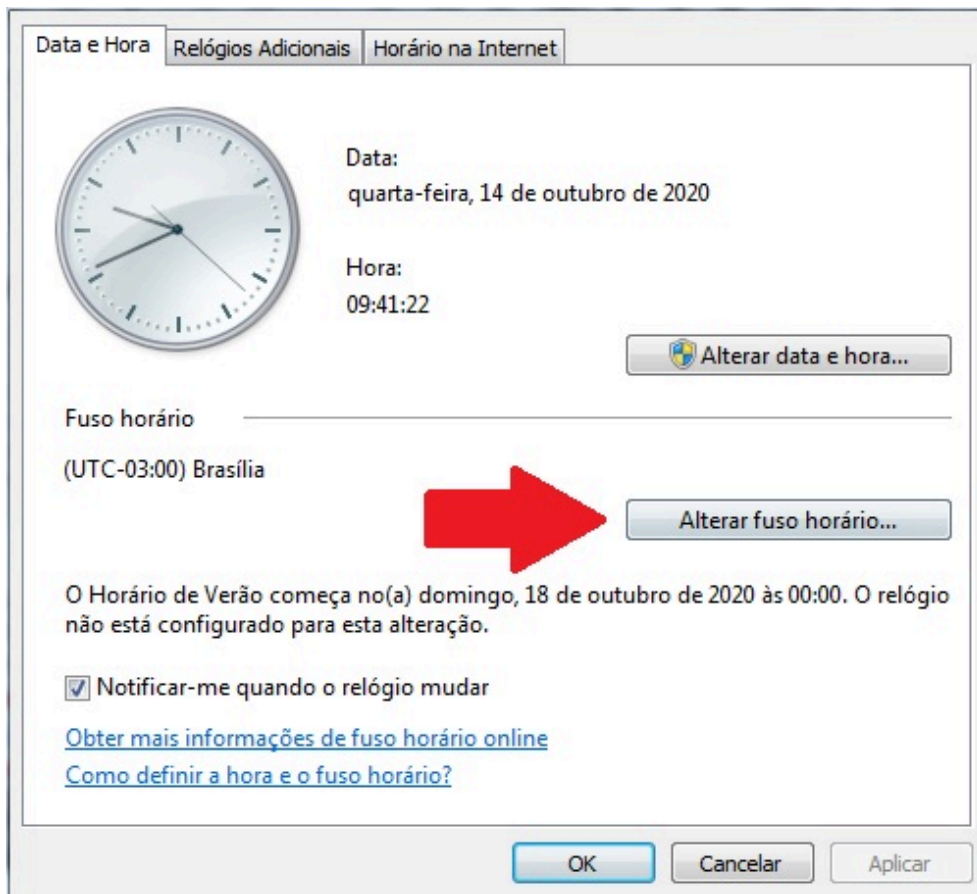 Data e Hora
Relógios Adicionais
Horário na Internet
Data:
quarta-feira, 14 de outubro de 2020
Hora:
09:41:22
Alterar data e hora...
Fuso horário
(UTC-03:00) Brasília
Alterar fuso horário...
O Horário de Verão começa no(a) domingo, 18 de outubro de 2020 às 00:00. O relógio
não está configurado para esta alteração.
Notificar-me quando o relógio mudar
Obter mais informações de fuso horário online
Como definir a hora e o fuso horário?
OK
Cancelar
Aplicar